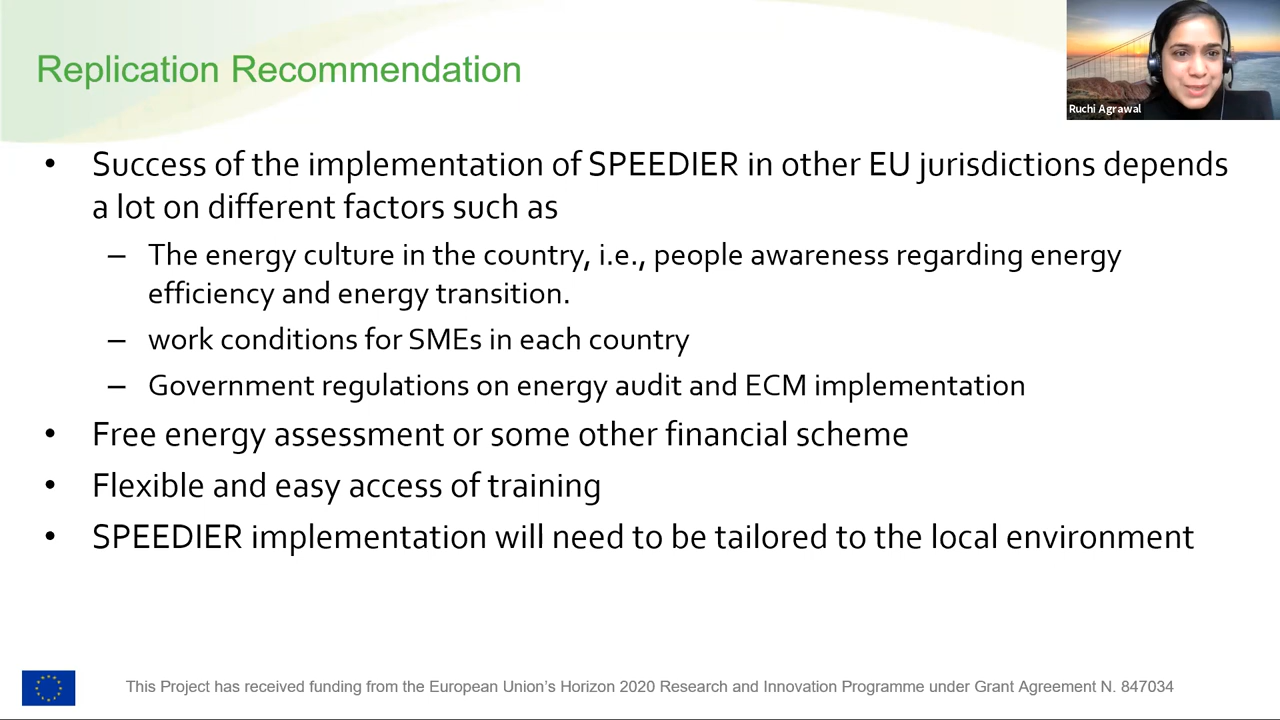 Replication Recommendation
Ruchi Agrawal
• Success of the implementation of SPEEDIER in other EU jurisdictions depends
a lot on different factors such as
– The energy culture in the country, i.e., people awareness regarding energy
efficiency and energy transition.
– work conditions for SMEs in each country
– Government regulations on energy audit and ECM implementation
• Free energy assessment or some other financial scheme
• Flexible and easy access of training
• SPEEDIER implementation will need to be tailored to the local environment
This Project has received funding from the European Union's Horizon 2020 Research and Innovation Programme under Grant Agreement N. 847034